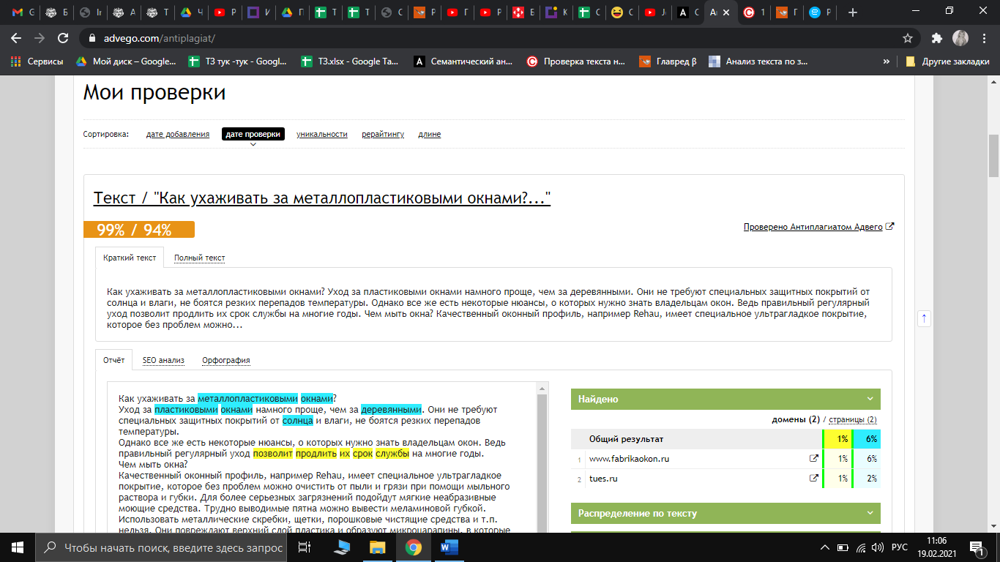 G Б Ir А Т Ч Р И П Т Т С Р Г Р Е К С С J С А 1 Г Р
advego.com/antiplagiat/
Сервисы Мой диск – Google... ТЗ тук -тук - Googl... ТЗ.xlsx - Google Ta... Семантический ан... Проверка текста н... Главред β Анализ текста по з... » Другие закладки
Мои проверки
Сортировка: дате добавления дате проверки уникальности рерайтингу длине
Текст / "Как ухаживать за металлопластиковыми окнами?..."
99% / 94%
Проверено Антиплагиатом Адвего
Краткий текст Полный текст
Как ухаживать за металлопластиковыми окнами? Уход за пластиковыми окнами намного проще, чем за деревянными. Они не требуют специальных защитных покрытий от
солнца и влаги, не боятся резких перепадов температуры. Однако все же есть некоторые нюансы, о которых нужно знать владельцам окон. Ведь правильный регулярный
уход позволит продлить их срок службы на многие годы. Чем мыть окна? Качественный оконный профиль, например Rehau, имеет специальное ультрагладкое покрытие,
которое без проблем можно...
Отчёт SEO анализ Орфография
Как ухаживать за металлопластиковыми окнами?
Уход за пластиковыми окнами намного проще, чем за деревянными. Они не требуют
специальных защитных покрытий от солнца и влаги, не боятся резких перепадов
температуры.
Однако все же есть некоторые нюансы, о которых нужно знать владельцам окон. Ведь
правильный регулярный уход позволит продлить их срок службы на многие годы.
Чем мыть окна?
Качественный оконный профиль, например Rehau, имеет специальное ультрагладкое
покрытие, которое без проблем можно очистить от пыли и грязи при помощи мыльного
раствора и губки. Для более серьезных загрязнений подойдут мягкие неабразивные
моющие средства. Трудно выводимые пятна можно вывести меламиновой губкой.
Использовать металлические скребки, щетки, порошковые чистящие средства и т.п.
нельзя. Они повреждают верхний слой пластика и образуют микроцарапины, в которые
Найдено
домены (2) / страницы (2)
Общий результат 1% 6%
1 www.fabrikaokon.ru 1% 6%
2 tues.ru 1% 2%
Распределение по тексту
Чтобы начать поиск, введите здесь запрос
РУС
11:06
19.02.2021
1